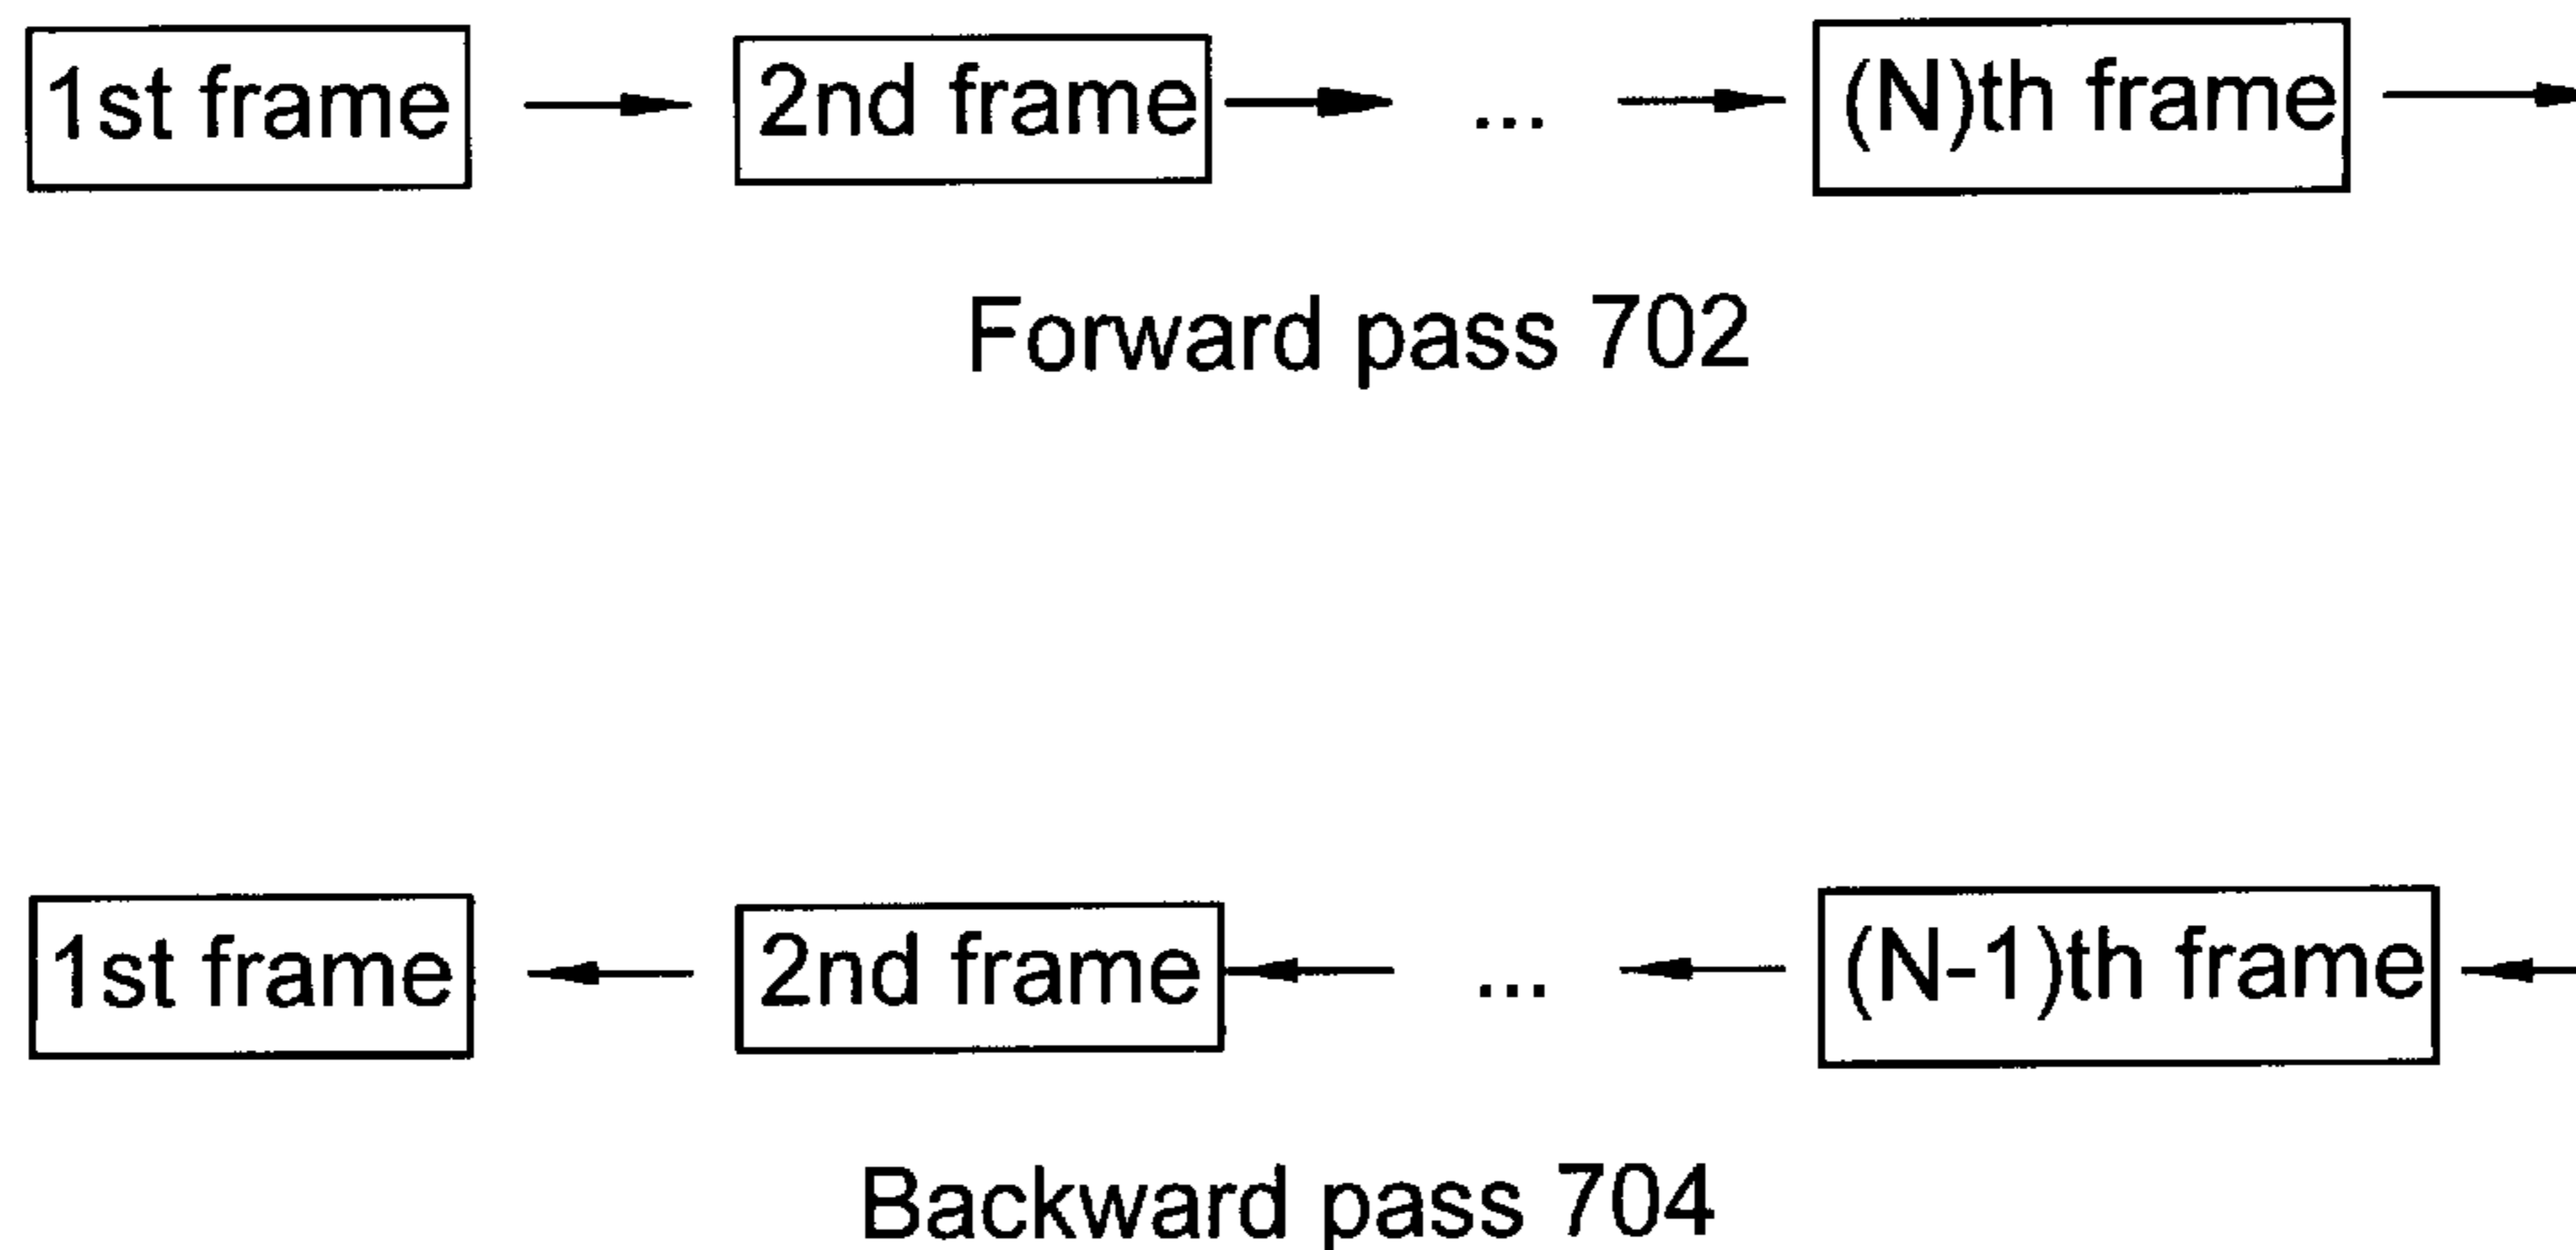 1st frame 2nd frame ... (N)th frame
Forward pass 702
1st frame 2nd frame ... (N-1)th frame
Backward pass 704